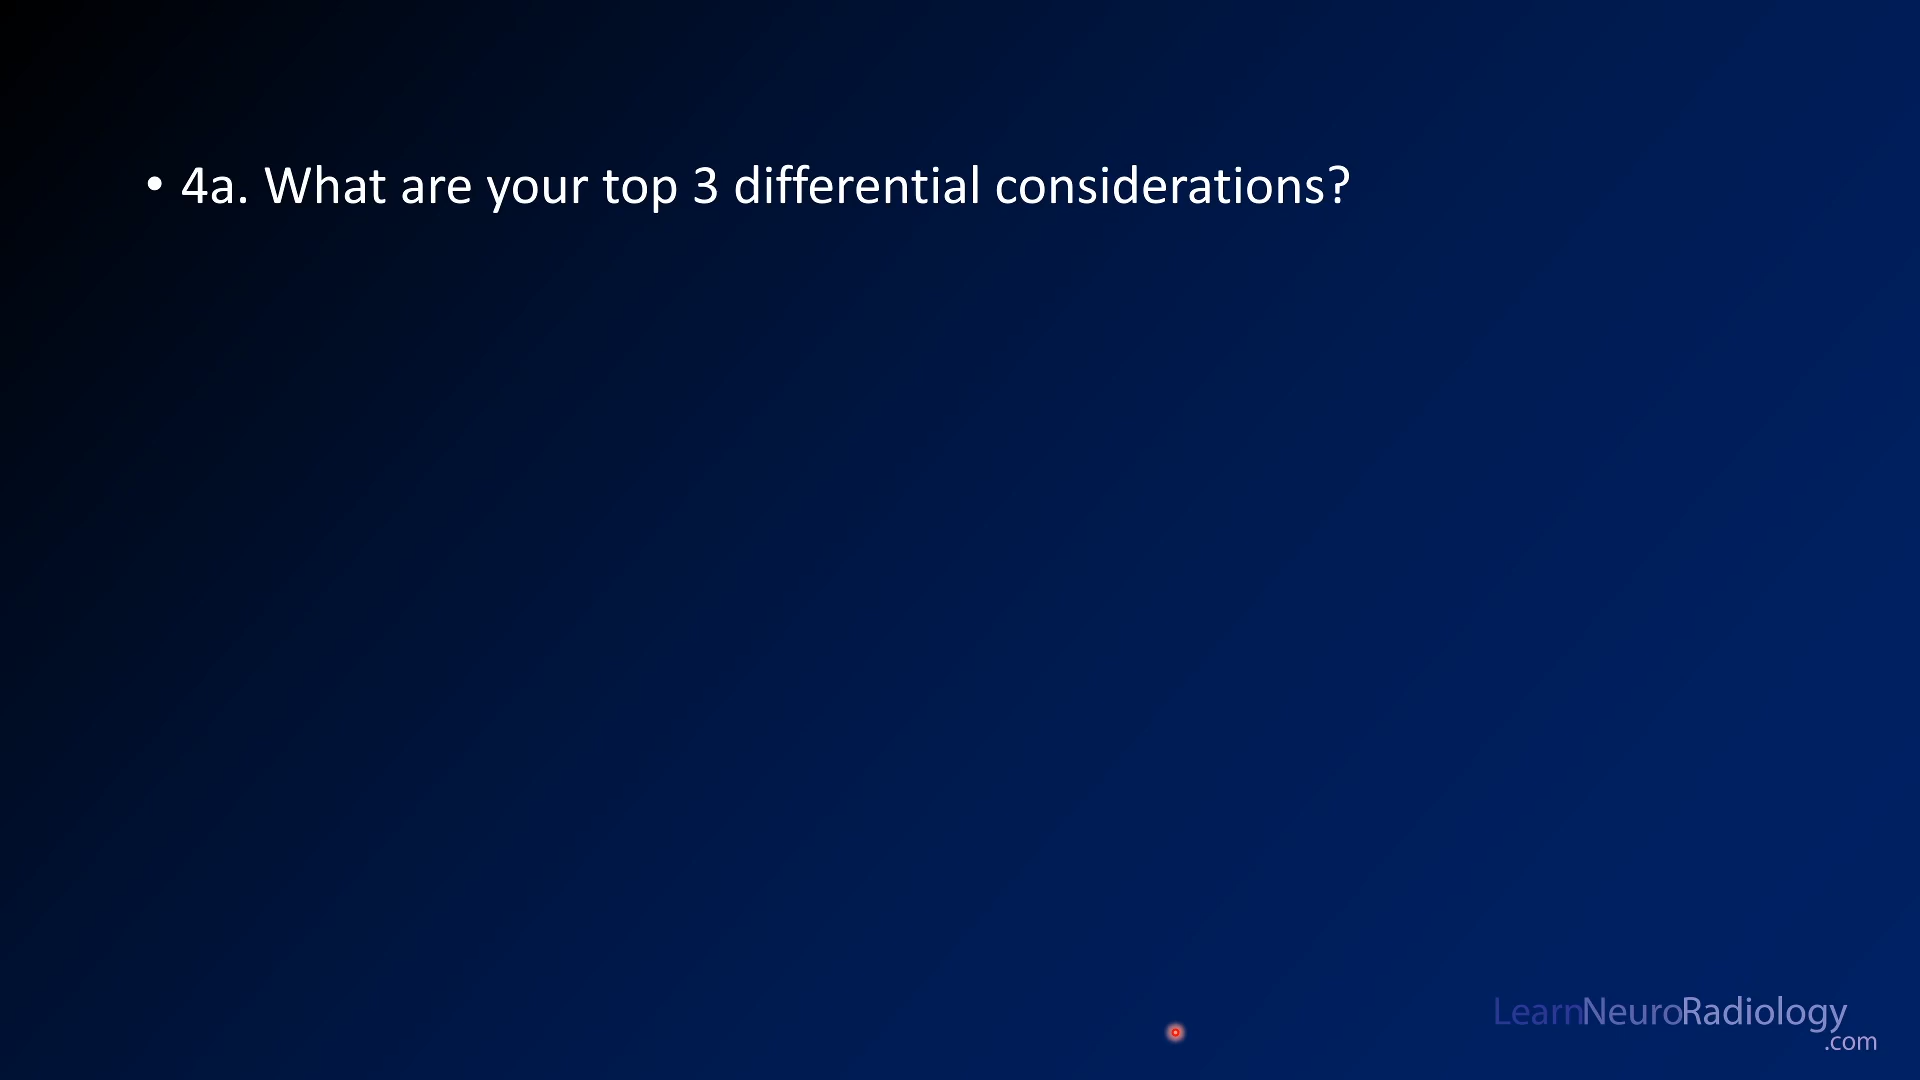 • 4a. What are your top 3 differential considerations?
LearnNeuroRadiology
.com